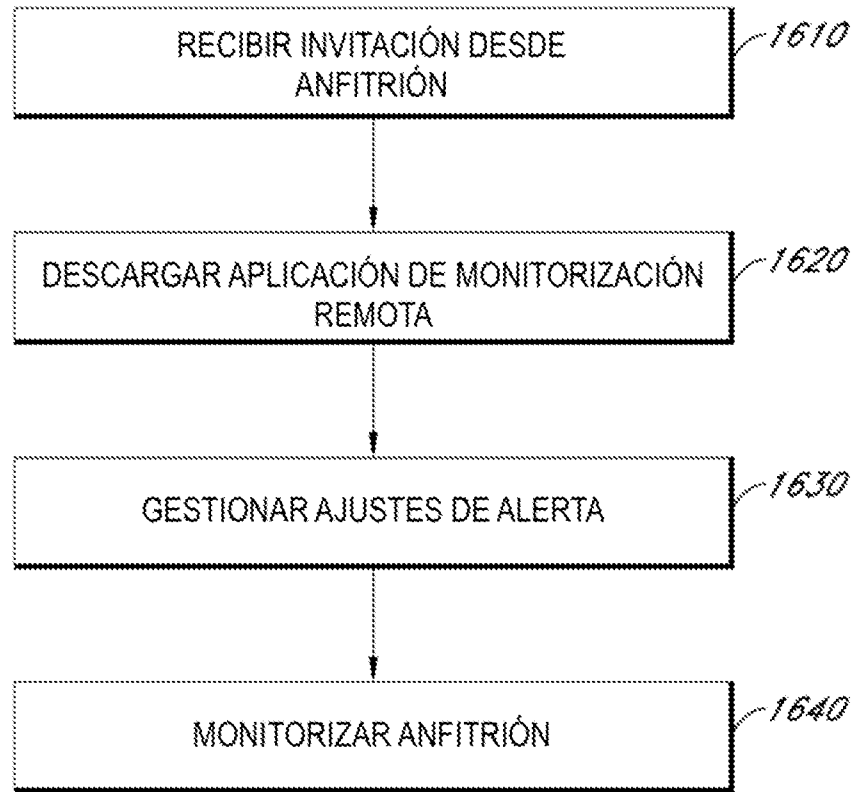 RECIBIR INVITACIÓN DESDE
ANFITRIÓN
1610
DESCARGAR APLICACIÓN DE MONITORIZACIÓN
REMOTA
1620
GESTIONAR AJUSTES DE ALERTA
1630
MONITORIZAR ANFITRIÓN
1640